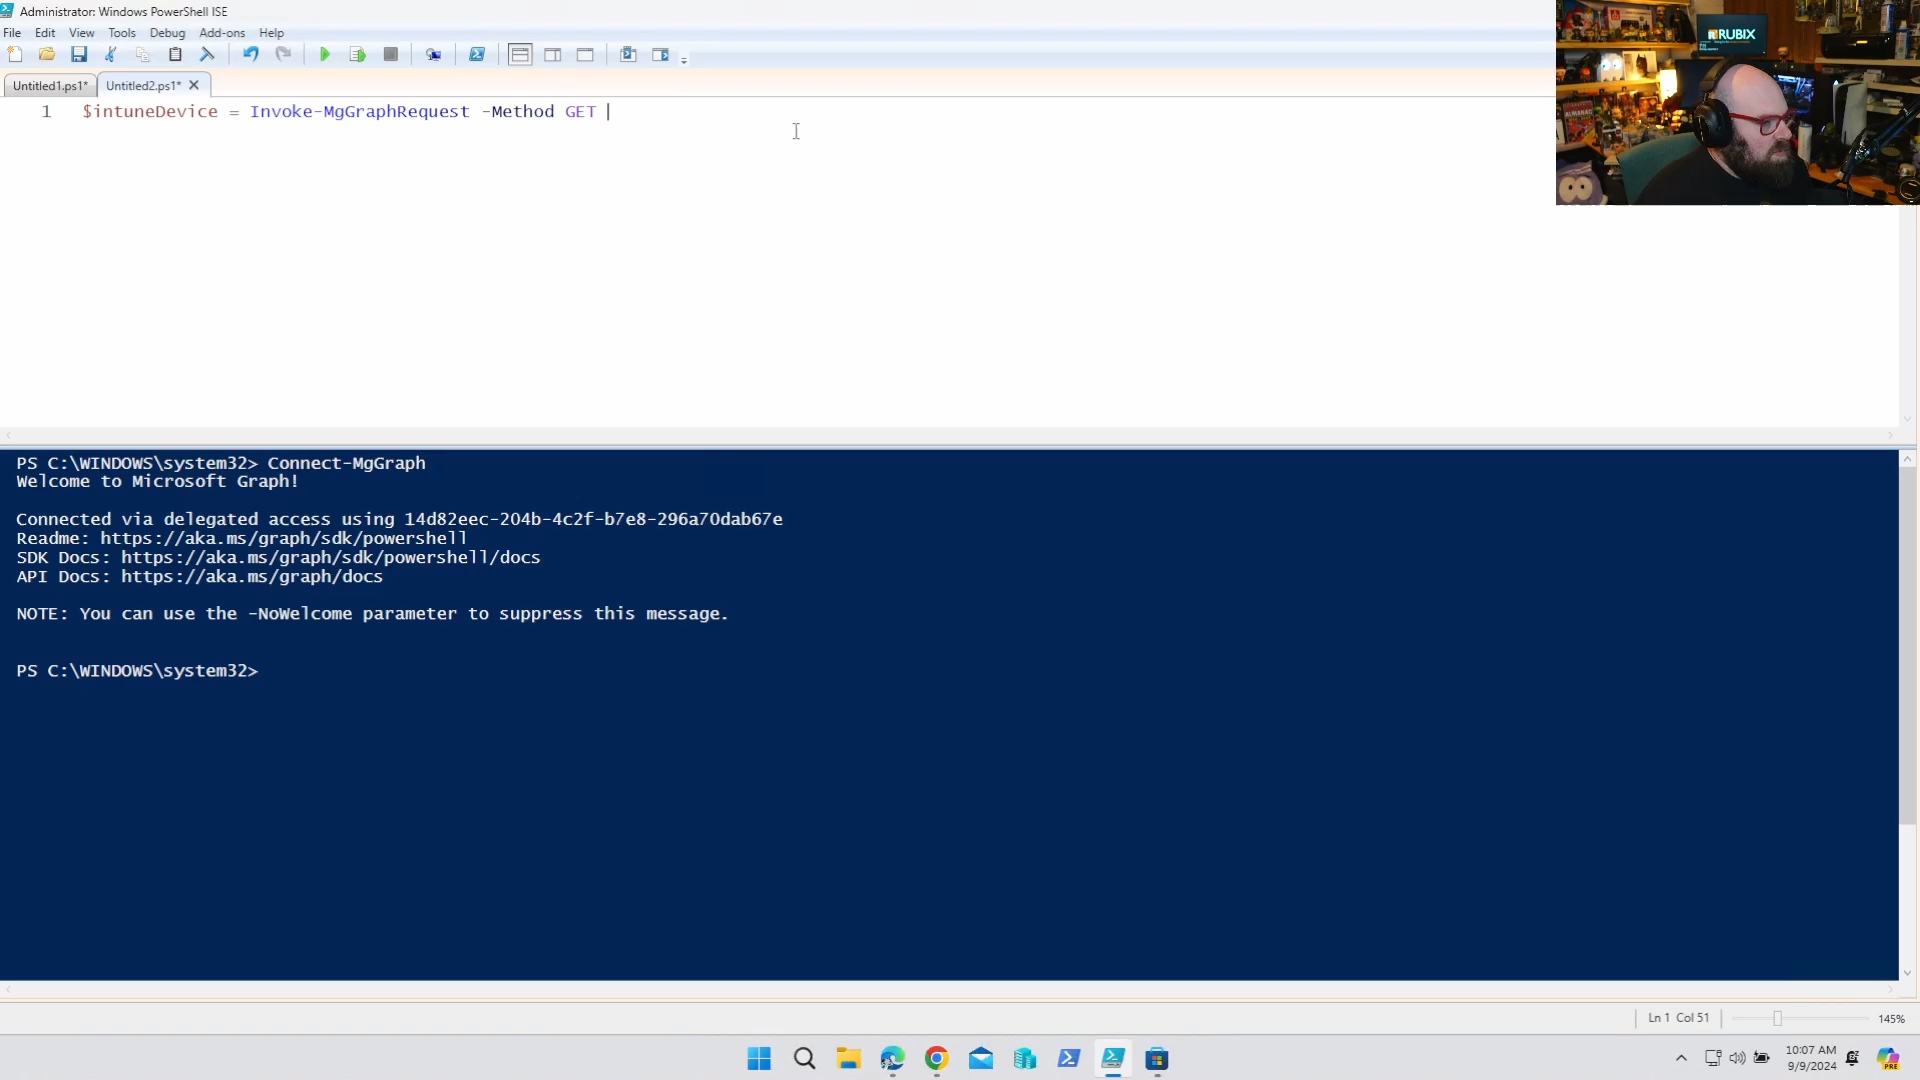 Administrator: Windows PowerShell ISE
File Edit View Tools Debug Add-ons Help
Untitled1.ps1* Untitled2.ps1* X
1 $intuneDevice = Invoke-MgGraphRequest -Method GET
RUBIX
PS C:\WINDOWS\system32> Connect-MgGraph
Welcome to Microsoft Graph!
Connected via delegated access using 14d82eec-204b-4c2f-b7e8-296a70dab67e
Readme: https://aka.ms/graph/sdk/powershell
SDK Docs: https://aka.ms/graph/sdk/powershell/docs
API Docs: https://aka.ms/graph/docs
NOTE: You can use the -NoWelcome parameter to suppress this message.
PS C:\WINDOWS\system32>
Ln 1 Col 51 145%
10:07 AM
9/9/2024
PRE